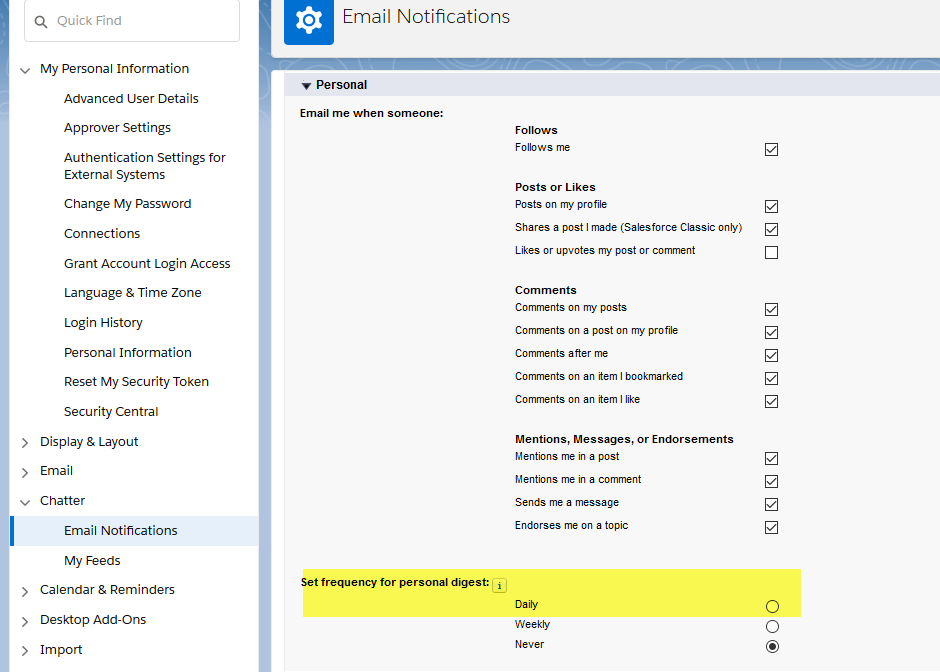 Quick Find
My Personal Information
Advanced User Details
Approver Settings
Authentication Settings for
External Systems
Change My Password
Connections
Grant Account Login Access
Language & Time Zone
Login History
Personal Information
Reset My Security Token
Security Central
Display & Layout
Email
Chatter
Email Notifications
My Feeds
Calendar & Reminders
Desktop Add-Ons
Import
Email Notifications
Personal
Email me when someone:
Follows
Follows me
Posts or Likes
Posts on my profile
Shares a post I made (Salesforce Classic only)
Likes or upvotes my post or comment
Comments
Comments on my posts
Comments on a post on my profile
Comments after me
Comments on an item I bookmarked
Comments on an item I like
Mentions, Messages, or Endorsements
Mentions me in a post
Mentions me in a comment
Sends me a message
Endorses me on a topic
Set frequency for personal digest: i
Daily
Weekly
Never